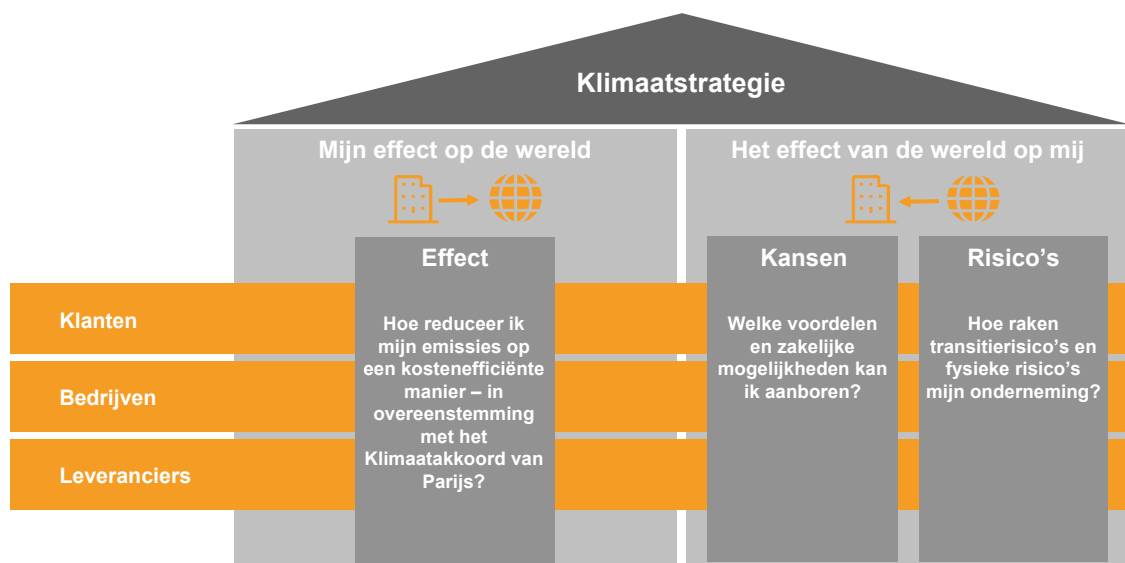 Klimaatstrategie
Mijn effect op de wereld
Het effect van de wereld op mij
Effect
Kansen
Risico’s
Klanten
Bedrijven
Leveranciers
Hoe reduceer ik
mijn emissies op
een kostenefficiënte
manier – in
overeenstemming
met het
Klimaatakkoord van
Parijs?
Welke voordelen
en zakelijke
mogelijkheden kan
ik aanboren?
Hoe raken
transitierisico’s en
fysieke risico’s
mijn onderneming?